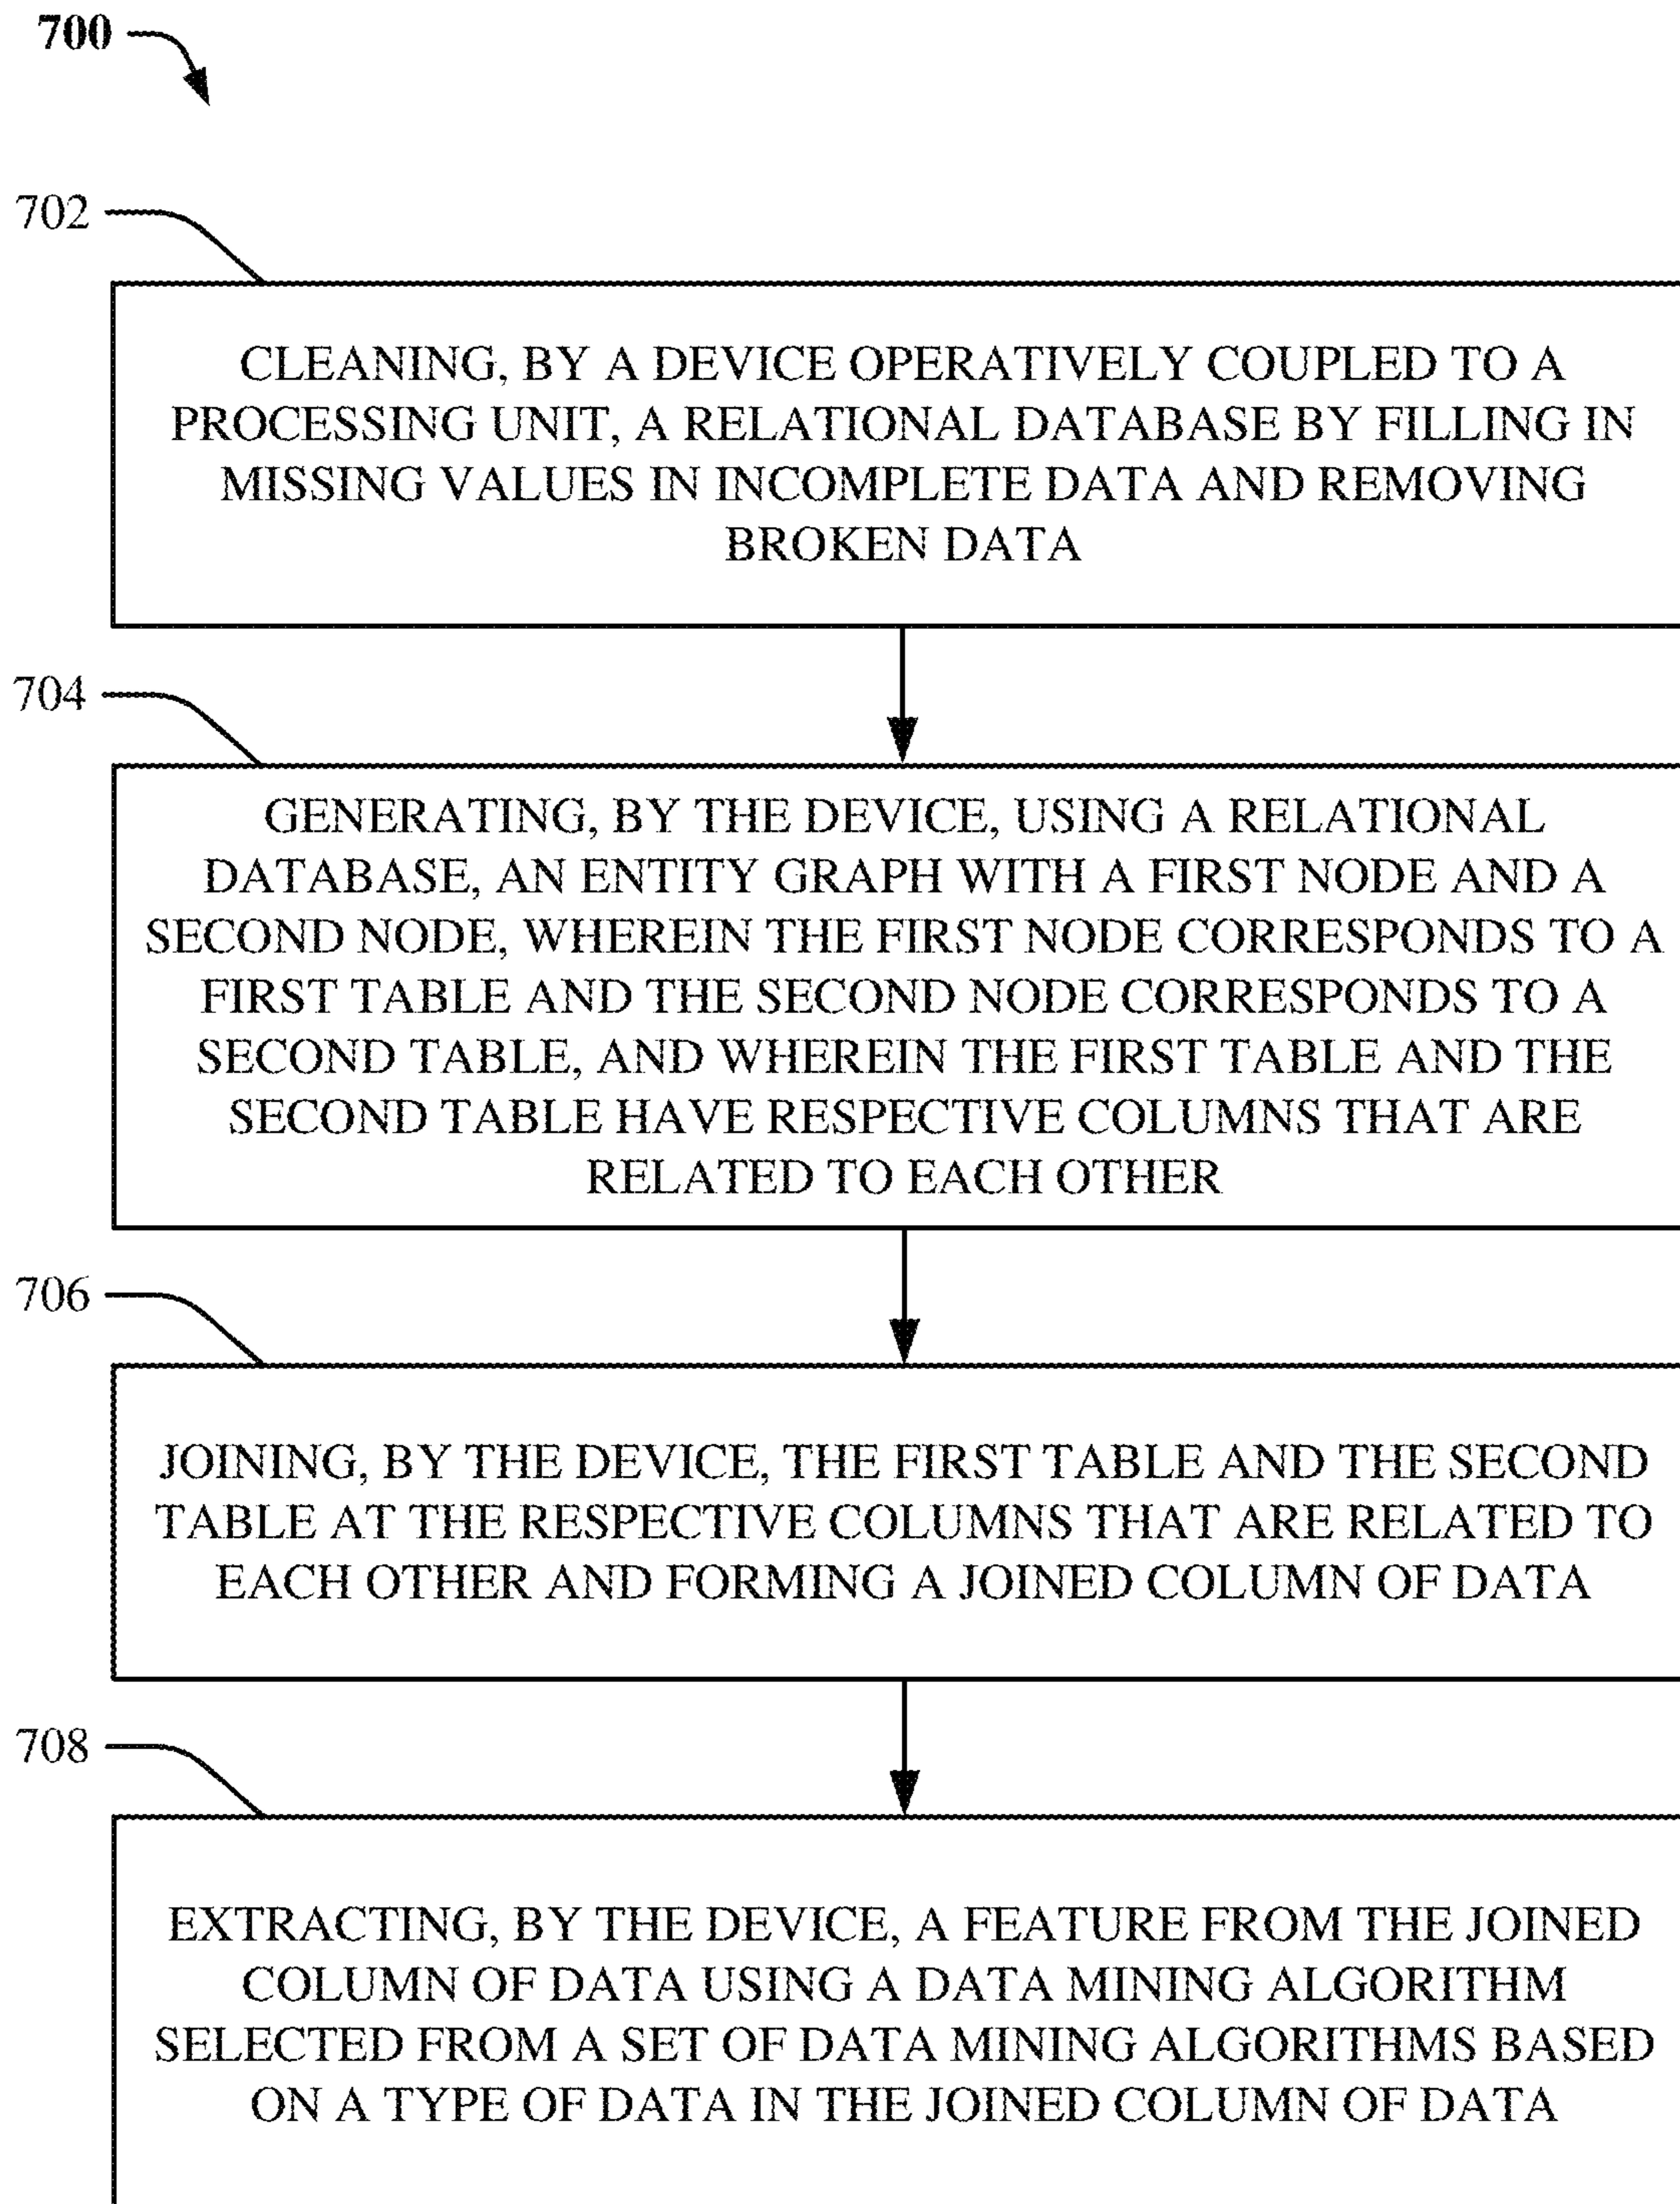 700
702
CLEANING, BY A DEVICE OPERATIVELY COUPLED TO A
PROCESSING UNIT, A RELATIONAL DATABASE BY FILLING IN
MISSING VALUES IN INCOMPLETE DATA AND REMOVING
BROKEN DATA
704
GENERATING, BY THE DEVICE, USING A RELATIONAL
DATABASE, AN ENTITY GRAPH WITH A FIRST NODE AND A
SECOND NODE, WHEREIN THE FIRST NODE CORRESPONDS TO A
FIRST TABLE AND THE SECOND NODE CORRESPONDS TO A
SECOND TABLE, AND WHEREIN THE FIRST TABLE AND THE
SECOND TABLE HAVE RESPECTIVE COLUMNS THAT ARE
RELATED TO EACH OTHER
706
JOINING, BY THE DEVICE, THE FIRST TABLE AND THE SECOND
TABLE AT THE RESPECTIVE COLUMNS THAT ARE RELATED TO
EACH OTHER AND FORMING A JOINED COLUMN OF DATA
708
EXTRACTING, BY THE DEVICE, A FEATURE FROM THE JOINED
COLUMN OF DATA USING A DATA MINING ALGORITHM
SELECTED FROM A SET OF DATA MINING ALGORITHMS BASED
ON A TYPE OF DATA IN THE JOINED COLUMN OF DATA